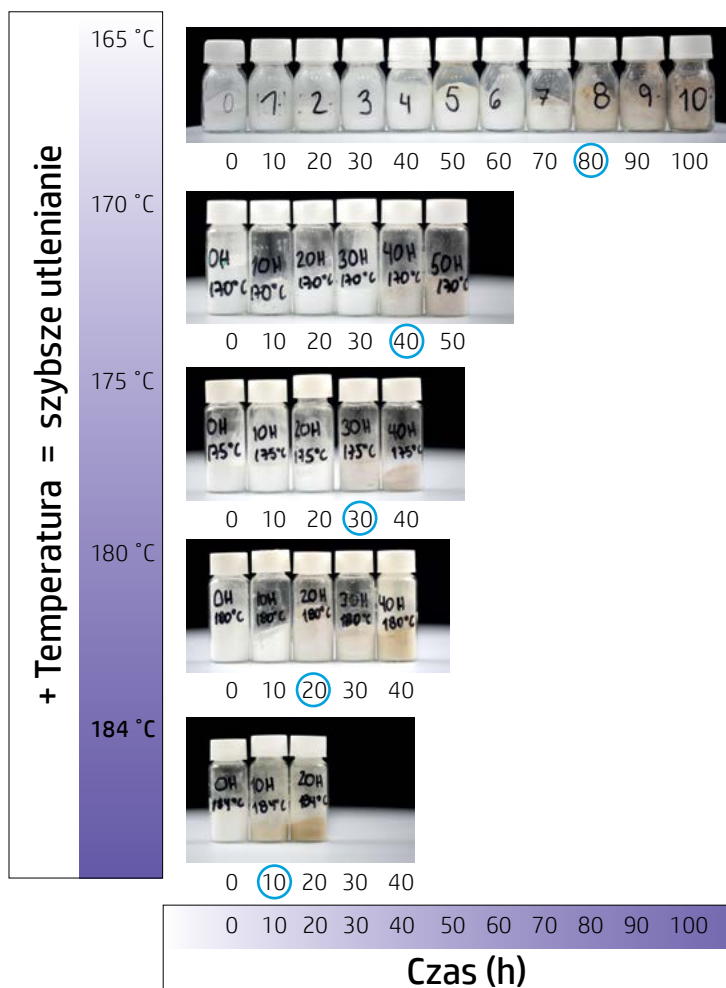 + Temperatura = szybsze utlenianie
165 °C
0 1 2 3 4 5 6 7 8 9 10
0 10 20 30 40 50 60 70 80 90 100
170 °C
0H 10H 20H 30H 40H 50H
170°C 170°C 170°C 170°C 170°C 170°C
0 10 20 30 40 50
175 °C
0H 10H 20H 30H 40H
175°C 175°C 175°C 175°C 175°C
0 10 20 30 40
180 °C
0H 10H 20H 30H 40H
180°C 180°C 180°C 180°C 180°C
0 10 20 30 40
184 °C
0H 10H 20H
184°C 184°C 184°C
0 10 20 30 40
0 10 20 30 40 50 60 70 80 90 100
Czas (h)